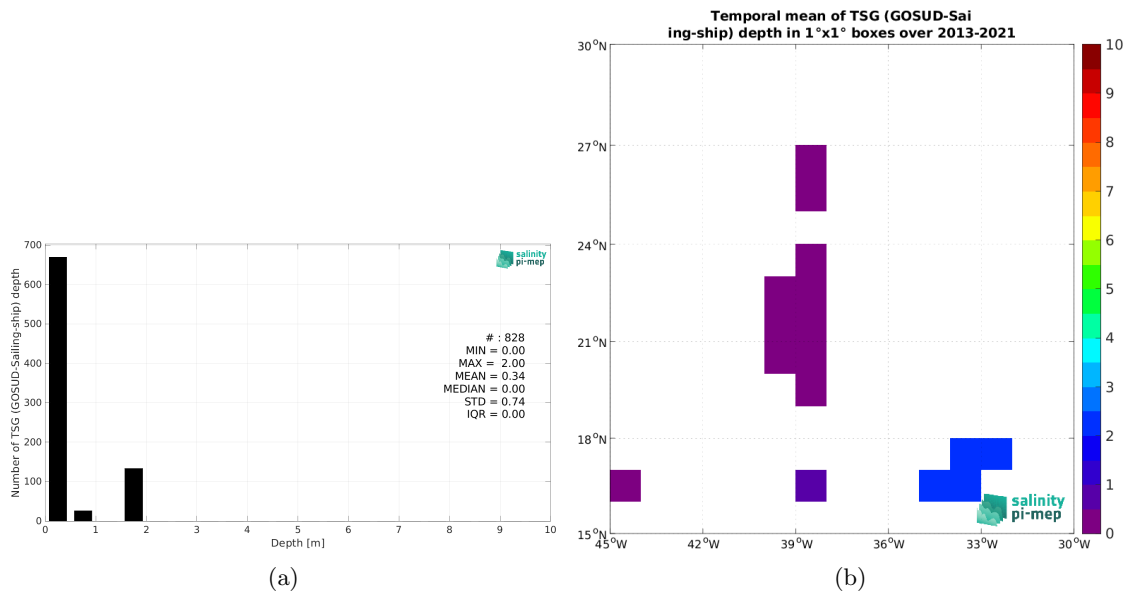 Number of TSG (GOSUD-Sailing-ship) depth
700
600
500
400
300
200
100
0
0 1 2 3 4 5 6 7 8 9 10
Depth [m]
salinity
pi-mep
# : 828
MIN = 0.00
MAX = 2.00
MEAN = 0.34
MEDIAN = 0.00
STD = 0.74
IQR = 0.00
(a)
Temporal mean of TSG (GOSUD-Sai
ing-ship) depth in 1°x1° boxes over 2013-2021
30°N
27°N
24°N
21°N
18°N
15°N
45°W 42°W 39°W 36°W 33°W 30°W
salinity
pi-mep
10
9
8
7
6
5
4
3
2
1
0
(b)